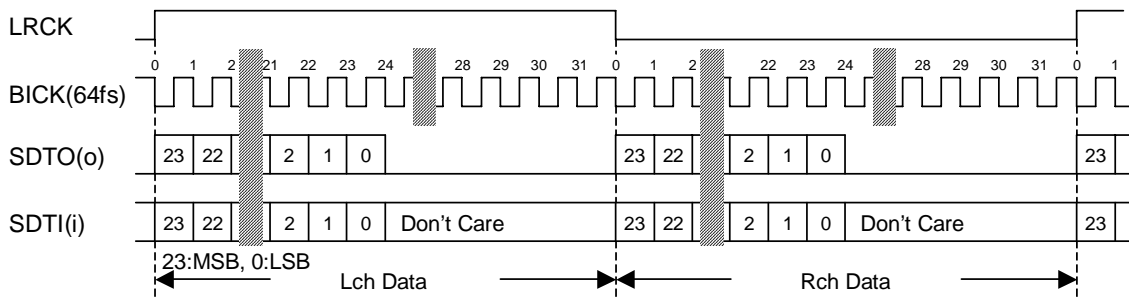 LRCK
0 1 2 21 22 23 24 28 29 30 31 0 1 2 22 23 24 28 29 30 31 0 1
BICK(64fs)
SDTO(o) 23 22 2 1 0 23 22 2 1 0 23
SDTI(i) 23 22 2 1 0 Don't Care 23 22 2 1 0 Don't Care 23
23:MSB, 0:LSB
Lch Data Rch Data